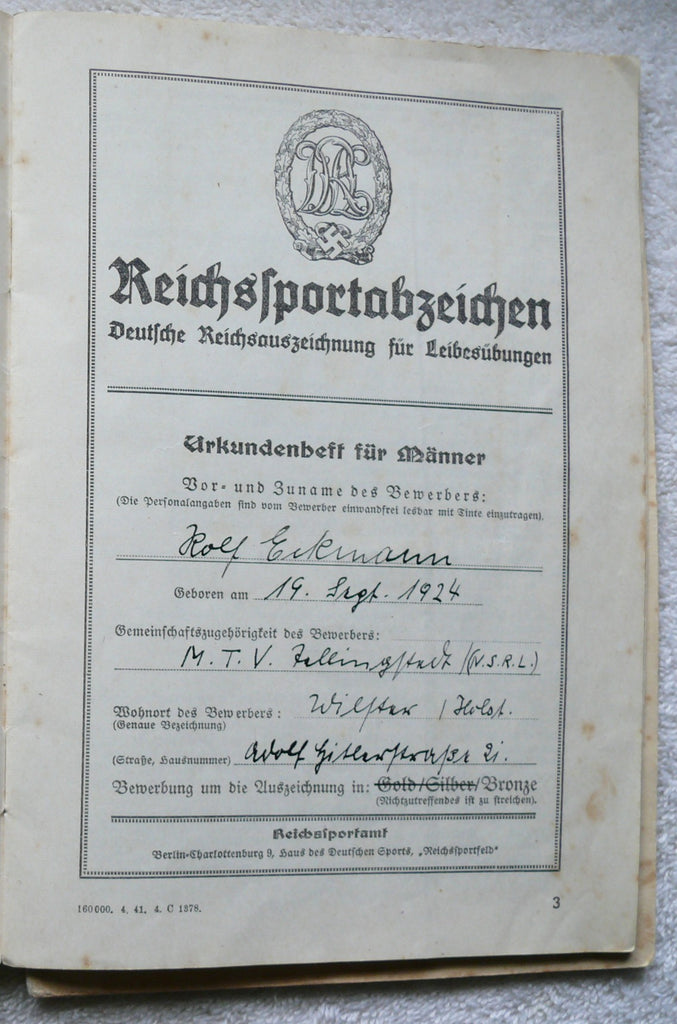 DRL
Reichssportabzeichen
Deutsche Reichsauszeichnung für Leibesübungen
Urkundenheft für Männer
Vor- und Zuname des Bewerbers:
(Die Personalangaben sind vom Bewerber einwandfrei lesbar mit Tinte einzutragen).
Rolf Eckmann
Geboren am 19. Sept. 1924
Gemeinschaftszugehörigkeit des Bewerbers:
M. T. V. Tellingstedt /(N.S.R.L.)
Wohnort des Bewerbers: Wilster / Holst.
(Genaue Bezeichnung)
(Straße, Hausnummer) Adolf Hitlerstraße 21.
Bewerbung um die Auszeichnung in: Gold/Silber/Bronze
(Nichtzutreffendes ist zu streichen).
Reichssportamt
Berlin-Charlottenburg 9, Haus des Deutschen Sports, „Reichssportfeld“
160000. 4. 41. 4. C 1378.
3